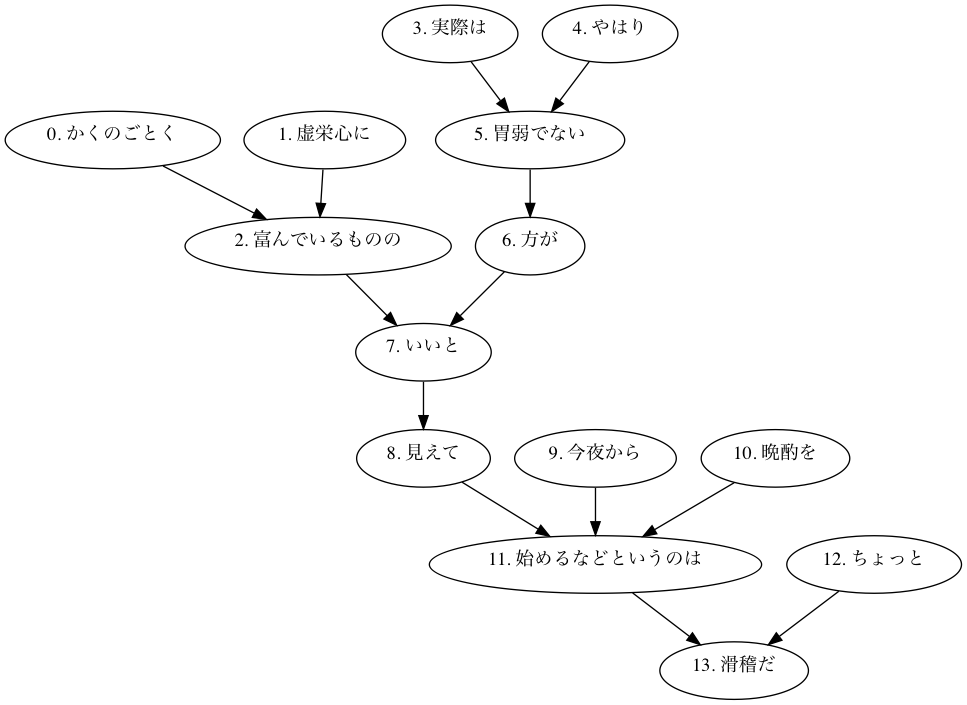 3. 実際は
4. やはり
0. かくのごとく
1. 虚栄心に
5. 胃弱でない
2. 富んでいるものの
6. 方が
7. いいと
8. 見えて
9. 今夜から
10. 晩酌を
11. 始めるなどというのは
12. ちょっと
13. 滑稽だ